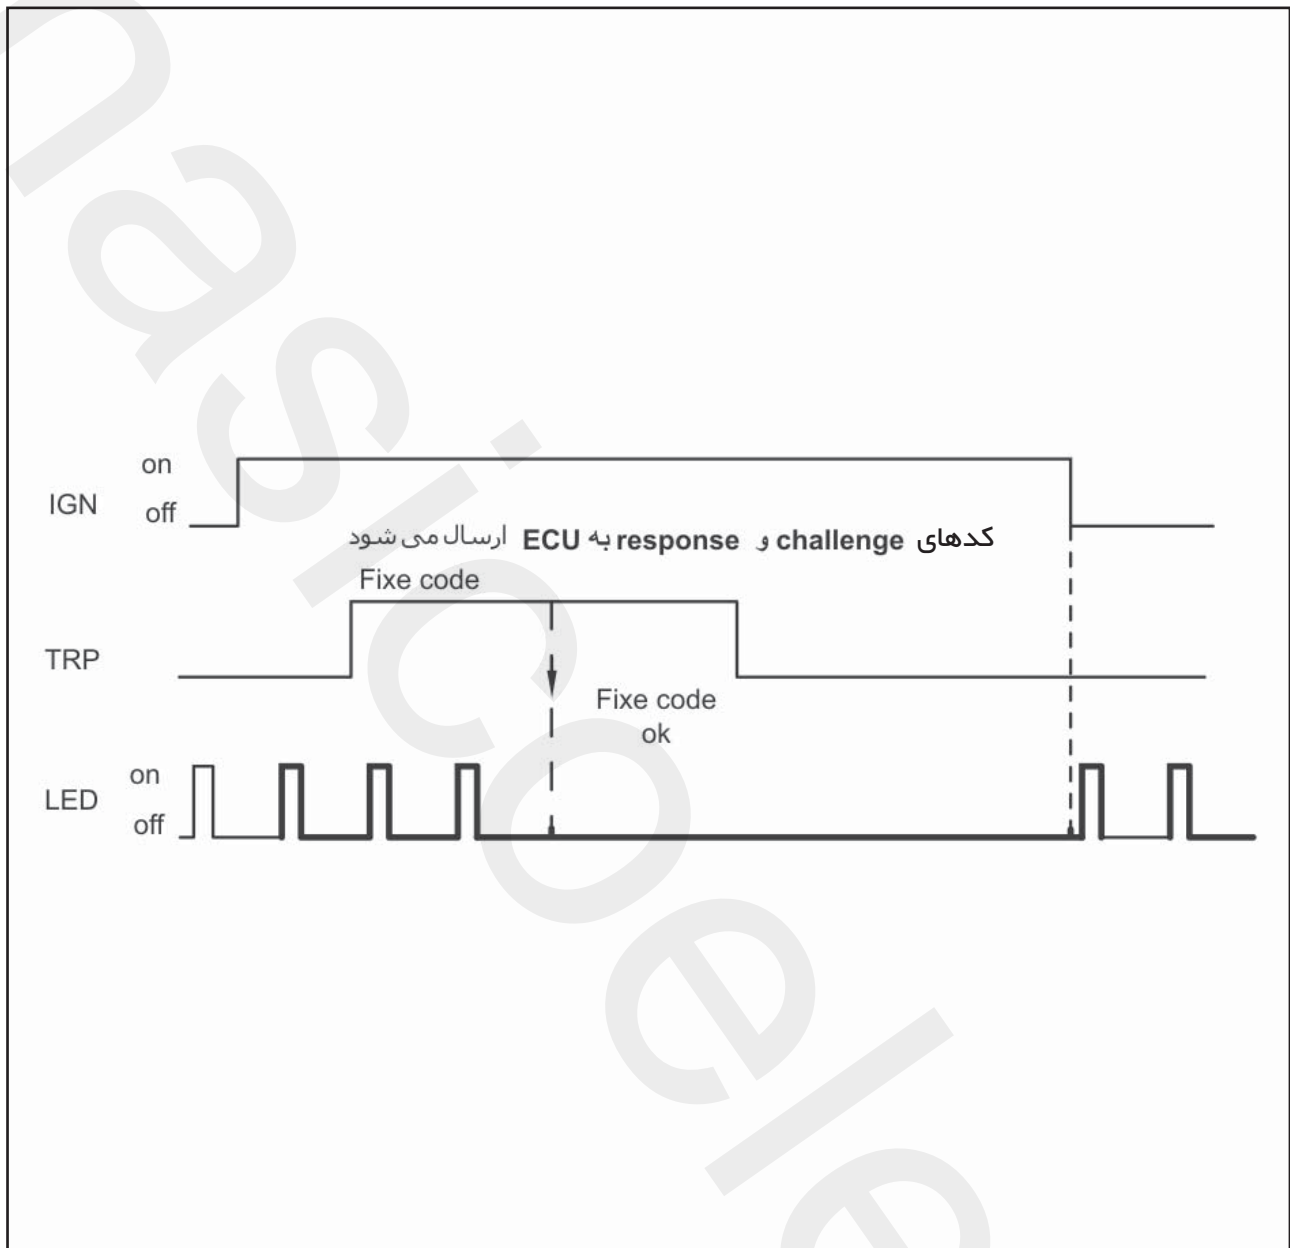 on
IGN
off
کدهای challenge و response به ECU ارسال می شود
Fixe code
TRP
Fixe code
ok
on
LED
off